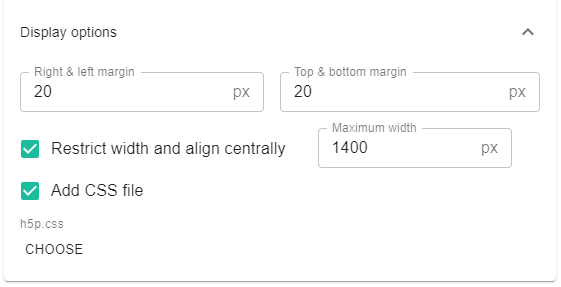 Display options
Right & left margin
20 px
Top & bottom margin
20 px
Restrict width and align centrally
Maximum width
1400 px
Add CSS file
h5p.css
CHOOSE